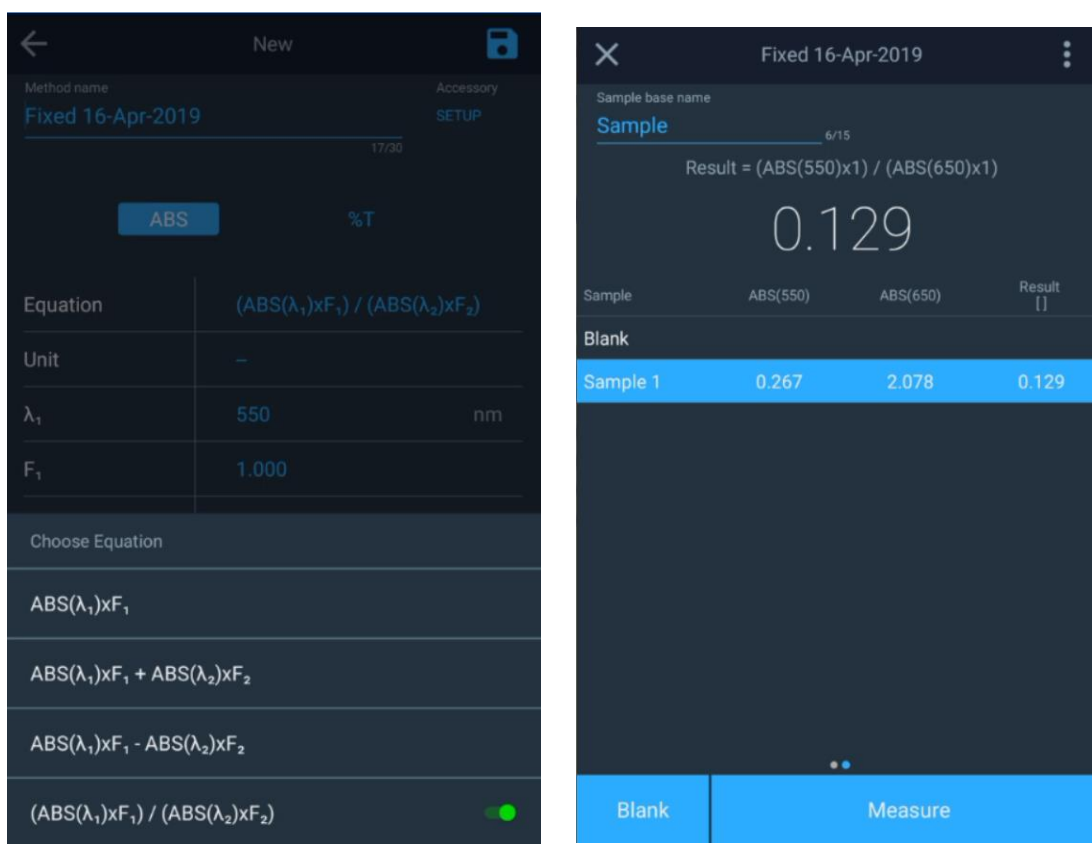 New
Method name
Accessory
Fixed 16-Apr-2019
SETUP
17/30
ABS
%T
Equation (ABS(λ₁)xF₁) / (ABS(λ₂)xF₂)
Unit –
λ₁ 550 nm
F₁ 1.000
Choose Equation
ABS(λ₁)xF₁
ABS(λ₁)xF₁ + ABS(λ₂)xF₂
ABS(λ₁)xF₁ - ABS(λ₂)xF₂
(ABS(λ₁)xF₁) / (ABS(λ₂)xF₂)
Fixed 16-Apr-2019
Sample base name
Sample
6/15
Result = (ABS(550)x1) / (ABS(650)x1)
0.129
Sample ABS(550) ABS(650) Result
[ ]
Blank
Sample 1 0.267 2.078 0.129
Blank
Measure